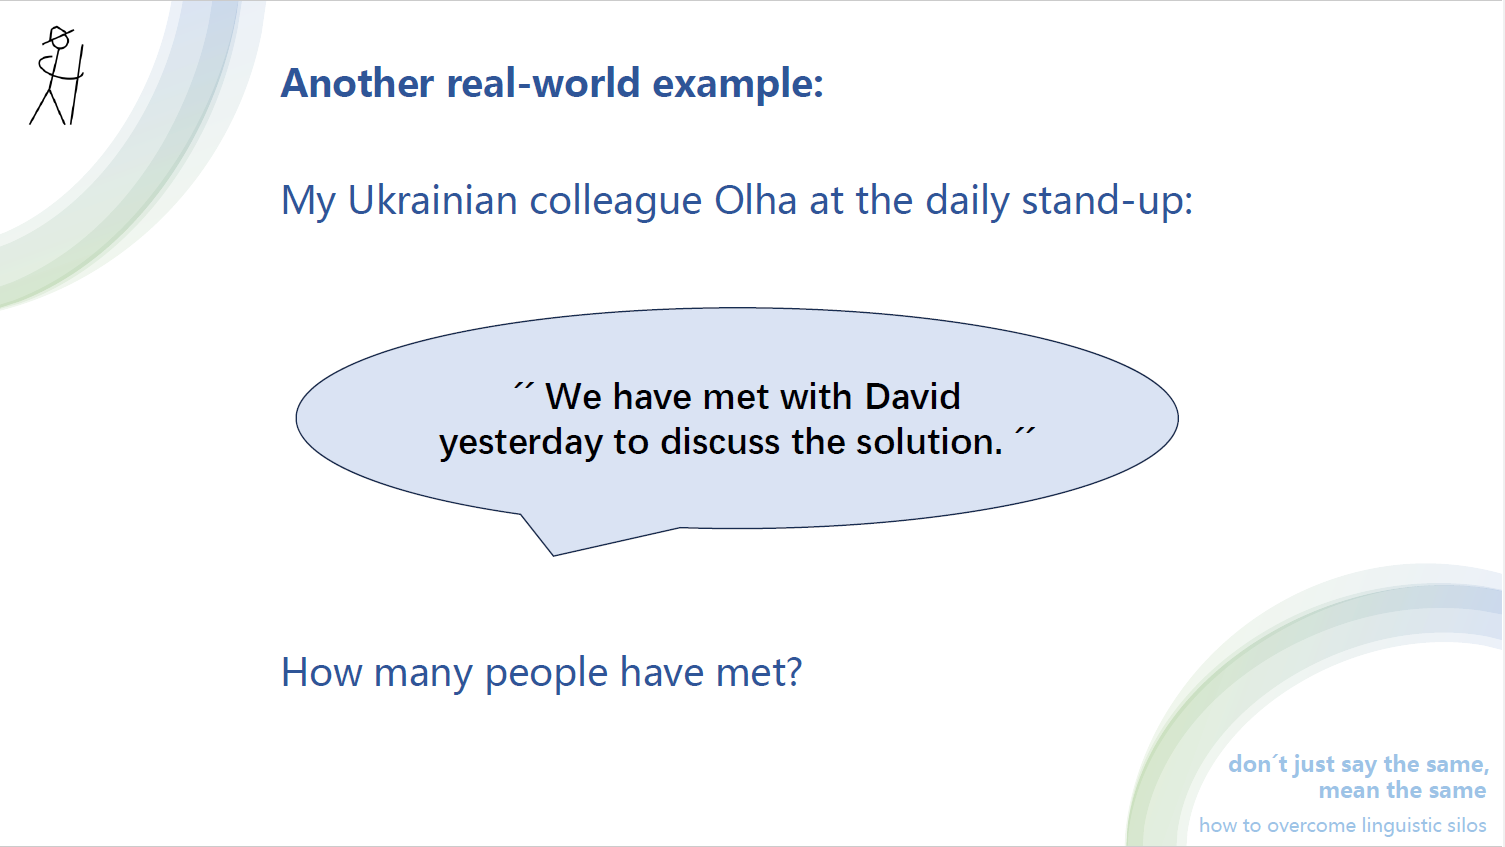 Another real-world example:
My Ukrainian colleague Olha at the daily stand-up:
´´ We have met with David
yesterday to discuss the solution. ´´
How many people have met?
don´t just say the same,
mean the same
how to overcome linguistic silos